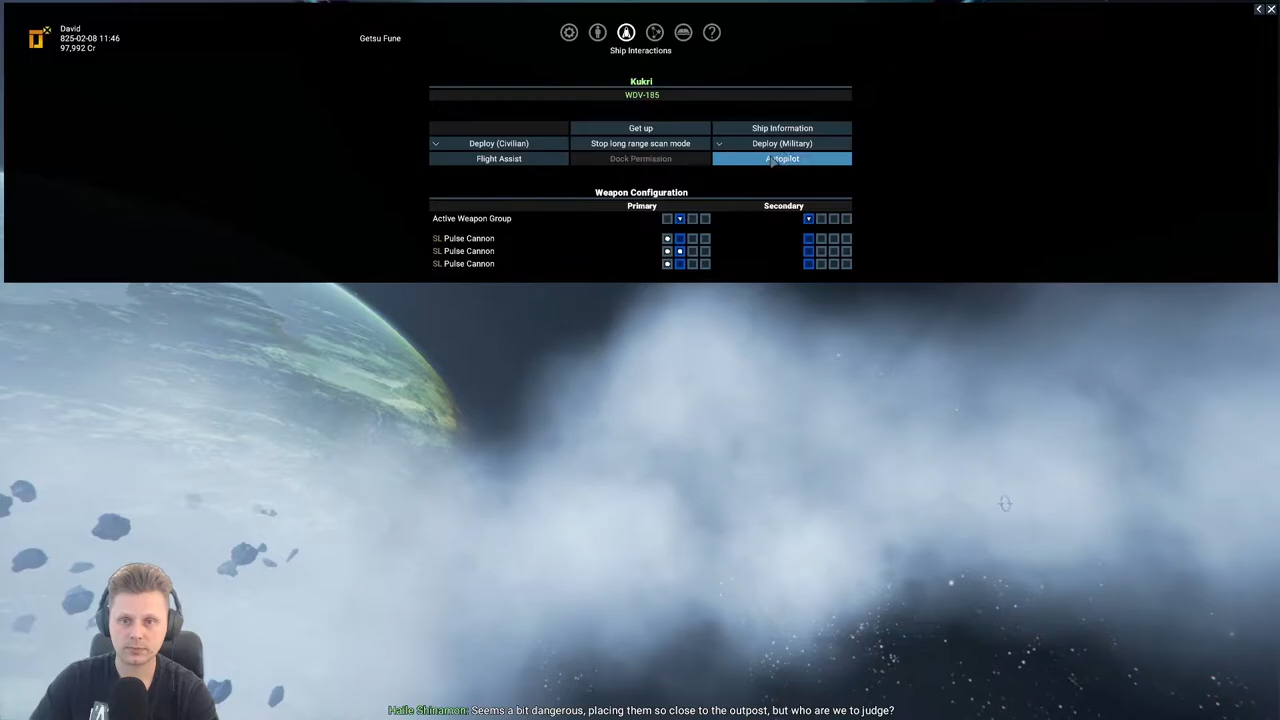 David
825-02-08 11:46
97,992 Cr
Getsu Fune
Ship Interactions
Kukri
WDV-185
Get up
Ship Information
Deploy (Civilian)
Stop long range scan mode
Deploy (Military)
Flight Assist
Dock Permission
Autopilot
Weapon Configuration
Primary
Secondary
Active Weapon Group
SL Pulse Cannon
SL Pulse Cannon
SL Pulse Cannon
Haile Shinamon: Seems a bit dangerous, placing them so close to the outpost, but who are we to judge?